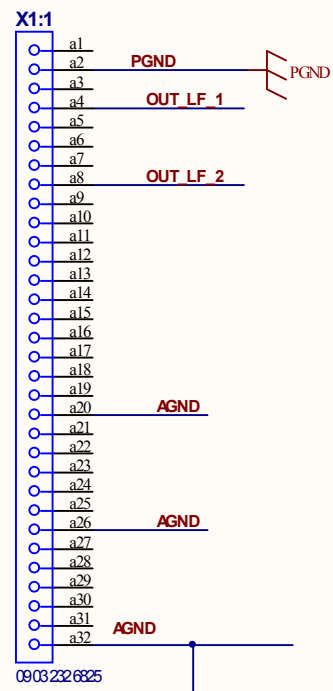 X1:1
a1
a2 PGND PGND
a3
a4 OUT_LF_1
a5
a6
a7
a8 OUT_LF_2
a9
a10
a11
a12
a13
a14
a15
a16
a17
a18
a19
a20 AGND
a21
a22
a23
a24
a25
a26 AGND
a27
a28
a29
a30
a31
a32 AGND
09032326825